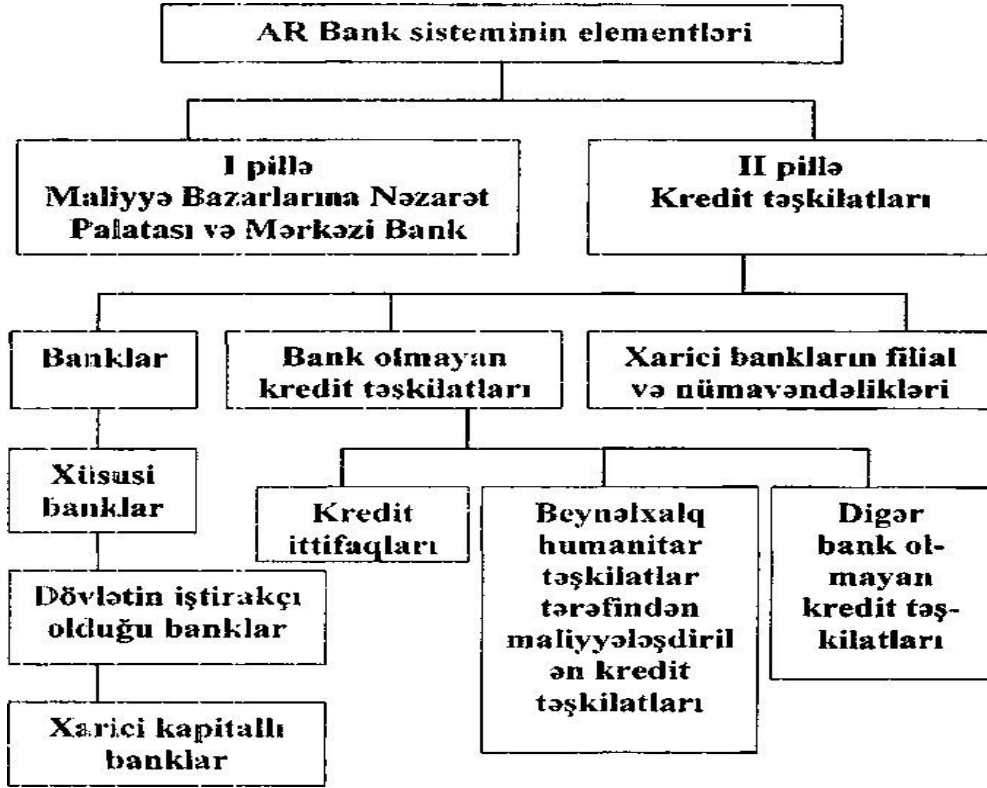 AR Bank sisteminin elementləri
I pillə
Maliyyə Bazarlarına Nəzarət
Palatası və Mərkəzi Bank
II pillə
Kredit təşkilatları
Banklar
Bank olmayan
kredit təşkilatları
Xarici bankların filial
və nümavəndəlikləri
Xüsusi
banklar
Dövlətin iştirakçı
olduğu banklar
Xarici kapitallı
banklar
Kredit
ittifaqları
Beynəlxalq
humanitar
təşkilatlar
tərəfindən
maliyyələşdiril
ən kredit
təşkilatları
Digər
bank ol-
mayan
kredit təş-
kilatları